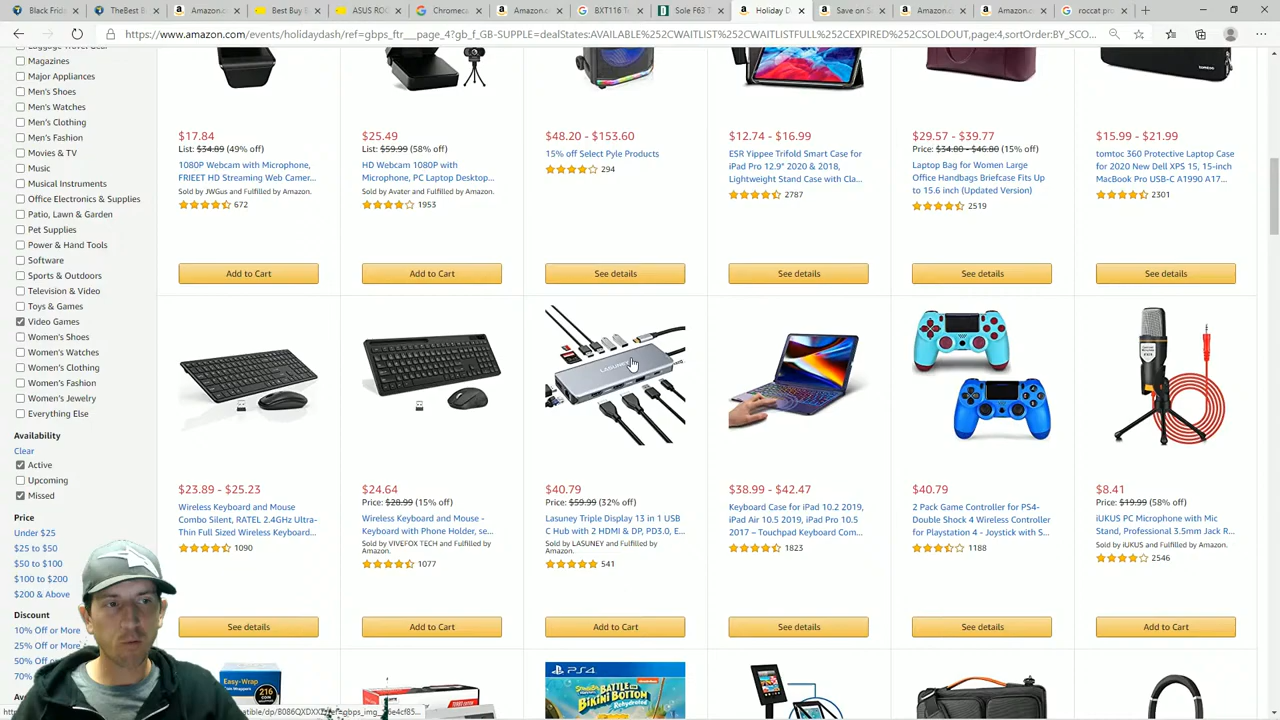 Black Frid
TheBest B
Amazon.c
Best Buy B
ASUS ROC
Chromeca
Amazon.c
BXT116 To
Sole F63 T
Holiday D
Save on S
Amazon.c
Amazon.c
roccat pro
https://www.amazon.com/events/holidaydash/ref=gbps_ftr___page_4?gb_f_GB-SUPPLE=dealStates:AVAILABLE%252CWAITLIST%252CWAITLISTFULL%252CEXPIRED%252CSOLDOUT,page:4,sortOrder:BY_SCO...
Magazines
Major Appliances
Men's Shoes
Men's Watches
Men's Clothing
Men's Fashion
Movies & TV
Music
Musical Instruments
Office Electronics & Supplies
Patio, Lawn & Garden
Pet Supplies
Power & Hand Tools
Software
Sports & Outdoors
Television & Video
Toys & Games
Video Games
Women's Shoes
Women's Watches
Women's Clothing
Women's Fashion
Women's Jewelry
Everything Else
Availability
Clear
Active
Upcoming
Missed
Price
Under $25
$25 to $50
$50 to $100
$100 to $200
$200 & Above
Discount
10% Off or More
25% Off or More
50% Off
70%
$17.84
List: $34.89 (49% off)
1080P Webcam with Microphone,
FRIEET HD Streaming Web Camer...
Sold by JWGus and Fulfilled by Amazon.
672
Add to Cart
$25.49
List: $59.99 (58% off)
HD Webcam 1080P with
Microphone, PC Laptop Desktop...
Sold by Avater and Fulfilled by
Amazon.
1953
Add to Cart
$48.20 - $153.60
15% off Select Pyle Products
294
See details
$12.74 - $16.99
ESR Yippee Trifold Smart Case for
iPad Pro 12.9" 2020 & 2018,
Lightweight Stand Case with Cla...
2787
See details
$29.57 - $39.77
Price: $34.80 - $46.80 (15% off)
Laptop Bag for Women Large
Office Handbags Briefcase Fits Up
to 15.6 inch (Updated Version)
2519
See details
tomtoc
$15.99 - $21.99
tomtoc 360 Protective Laptop Case
for 2020 New Dell XPS 15, 15-inch
MacBook Pro USB-C A1990 A17...
2301
See details
$23.89 - $25.23
Wireless Keyboard and Mouse
Combo Silent, RATEL 2.4GHz Ultra-
Thin Full Sized Wireless Keyboard...
1090
See details
$24.64
Price: $28.99 (15% off)
Wireless Keyboard and Mouse -
Keyboard with Phone Holder, se...
Sold by VIVEFOX TECH and Fulfilled by
Amazon.
1077
Add to Cart
LASUNEY
$40.79
Price: $59.99 (32% off)
Lasuney Triple Display 13 in 1 USB
C Hub with 2 HDMI & DP, PD3.0, E...
Sold by LASUNEY and Fulfilled by
Amazon.
541
Add to Cart
$38.99 - $42.47
Keyboard Case for iPad 10.2 2019,
iPad Air 10.5 2019, iPad Pro 10.5
2017 – Touchpad Keyboard Com...
1823
See details
$40.79
2 Pack Game Controller for PS4-
Double Shock 4 Wireless Controller
for Playstation 4 - Joystick with S...
1188
See details
$8.41
Price: $19.99 (58% off)
iUKUS PC Microphone with Mic
Stand, Professional 3.5mm Jack R...
2546
Add to Cart
Easy-Wrap
216
PS4
SpongeBob
BATTLE FOR
BIKINI BOTTOM
Rehydrated